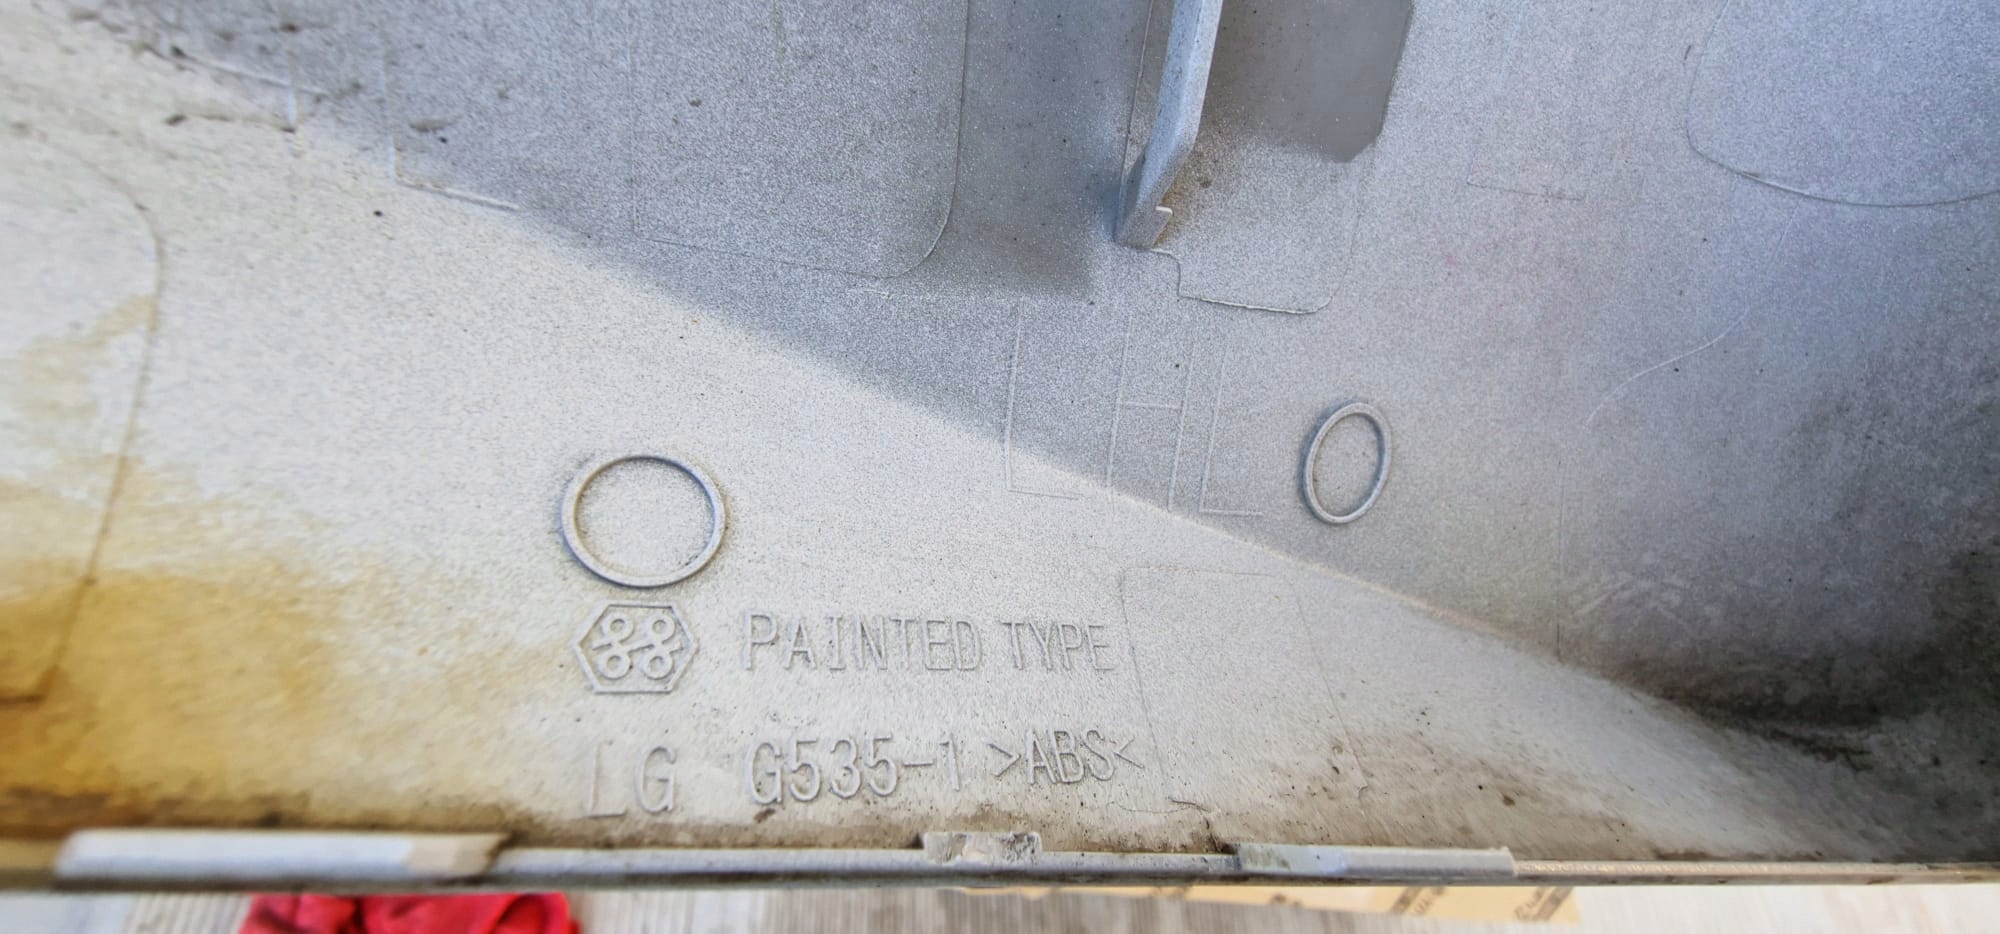 LHL
PAINTED TYPE
LG G535-1 >ABS<